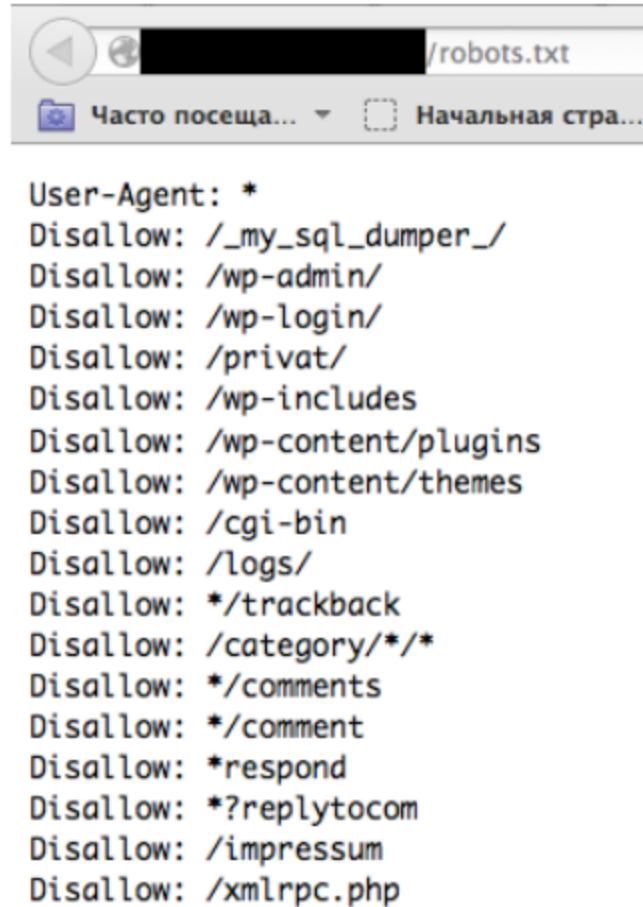 /robots.txt
Часто посеща... Начальная стра...
User-Agent: *
Disallow: /_my_sql_dumper_/
Disallow: /wp-admin/
Disallow: /wp-login/
Disallow: /privat/
Disallow: /wp-includes
Disallow: /wp-content/plugins
Disallow: /wp-content/themes
Disallow: /cgi-bin
Disallow: /logs/
Disallow: */trackback
Disallow: /category/*/*
Disallow: */comments
Disallow: */comment
Disallow: *respond
Disallow: *?replytocom
Disallow: /impressum
Disallow: /xmlrpc.php